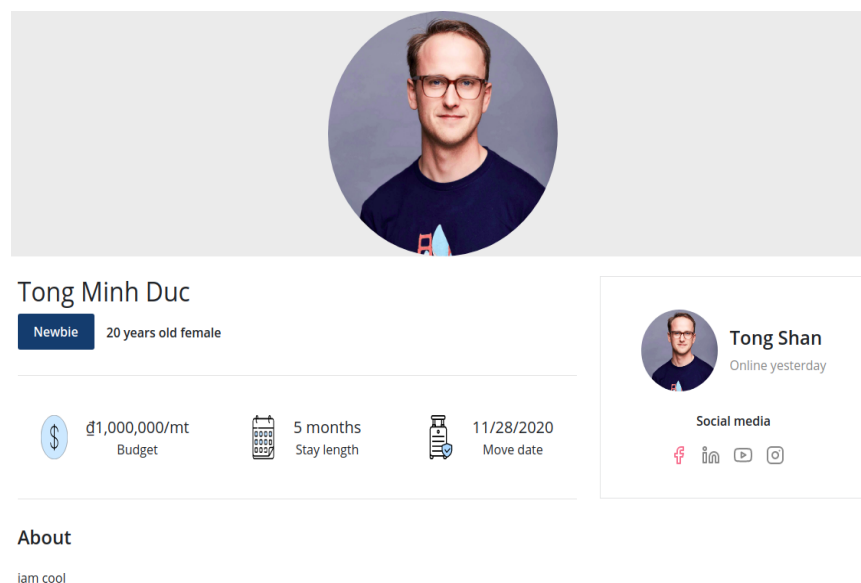 Tong Minh Duc
Newbie
20 years old female
₫1,000,000/mt
Budget
5 months
Stay length
11/28/2020
Move date
About
iam cool
Tong Shan
Online yesterday
Social media